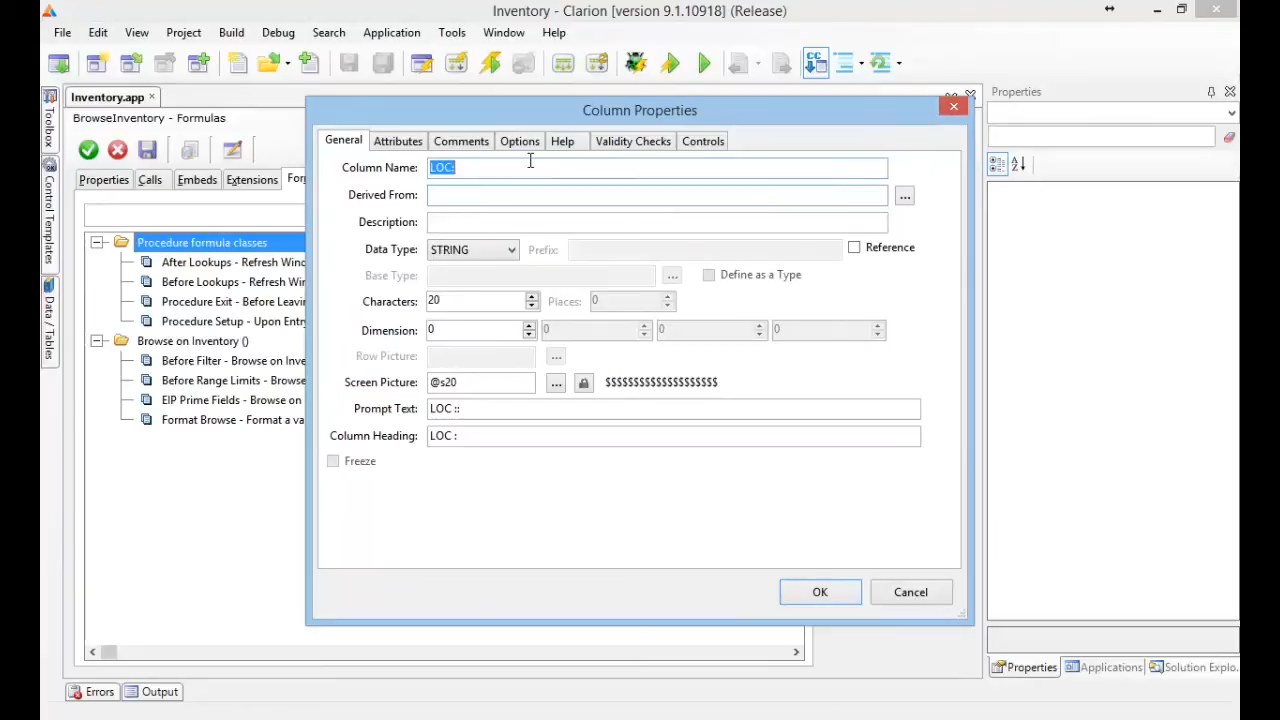 Inventory - Clarion [version 9.1.10918] (Release)
File Edit View Project Build Debug Search Application Tools Window Help
Inventory.app
Properties
BrowseInventory - Formulas
Column Properties
Toolbox
Control Templates
Data / Tables
General Attributes Comments Options Help Validity Checks Controls
Properties Calls Embeds Extensions For
Column Name: LOC:
Derived From:
Description:
Data Type: STRING Prefix: Reference
Base Type: Define as a Type
Characters: 20 Places: 0
Dimension: 0 0 0 0
Row Picture:
Screen Picture: @s20 $$$$$$$$$$$$$$$$$$$$
Prompt Text: LOC ::
Column Heading: LOC :
Freeze
OK Cancel
Procedure formula classes
After Lookups - Refresh Wind
Before Lookups - Refresh Win
Procedure Exit - Before Leavin
Procedure Setup - Upon Entry
Browse on Inventory ()
Before Filter - Browse on Inve
Before Range Limits - Browse
EIP Prime Fields - Browse on
Format Browse - Format a va
Properties Applications Solution Explo...
Errors Output